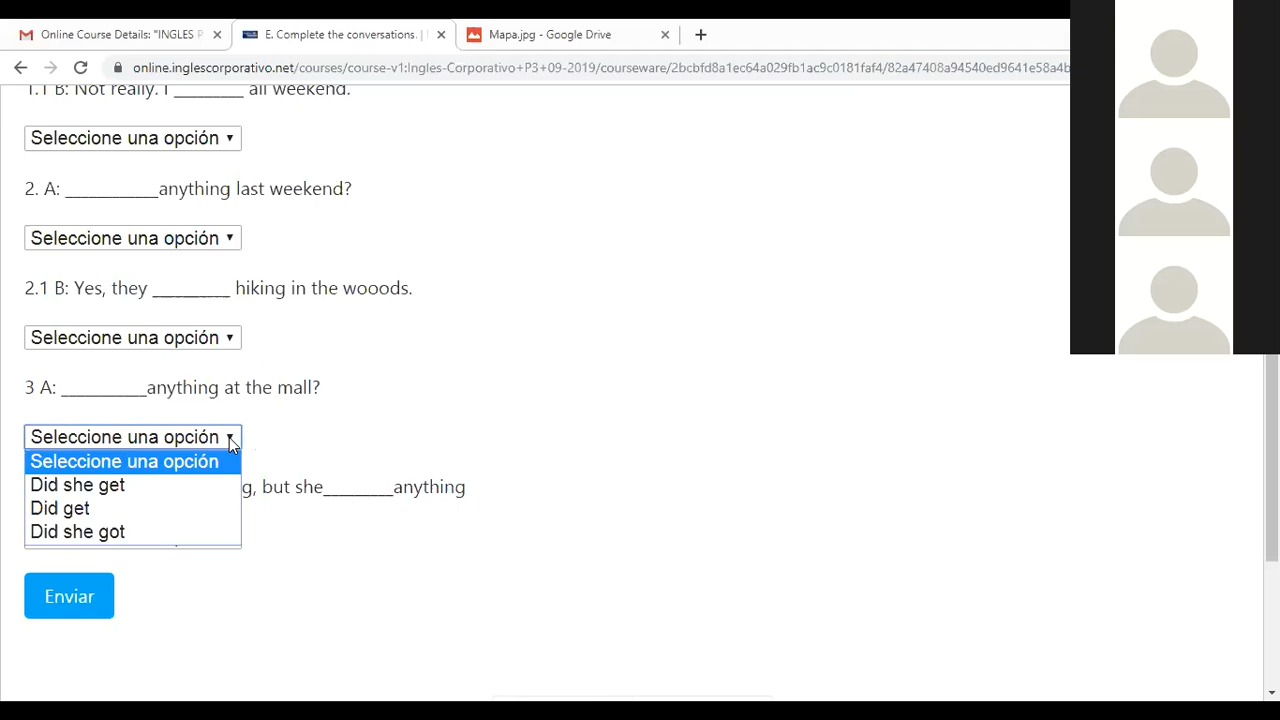 Online Course Details: "INGLES P
E. Complete the conversations. |
Mapa.jpg - Google Drive
online.inglescorporativo.net/courses/course-v1:Ingles-Corporativo+P3+09-2019/courseware/2bcbfd8a1ec64a029fb1ac9c0181faf4/82a47408a94540ed9641e58a4b
1.1 B: Not really. I ________ all weekend.
Seleccione una opción
2. A: ___________anything last weekend?
Seleccione una opción
2.1 B: Yes, they _________ hiking in the wooods.
Seleccione una opción
3 A: __________anything at the mall?
Seleccione una opción
Seleccione una opción
Did she get
g, but she________anything
Did get
Did she got
Enviar